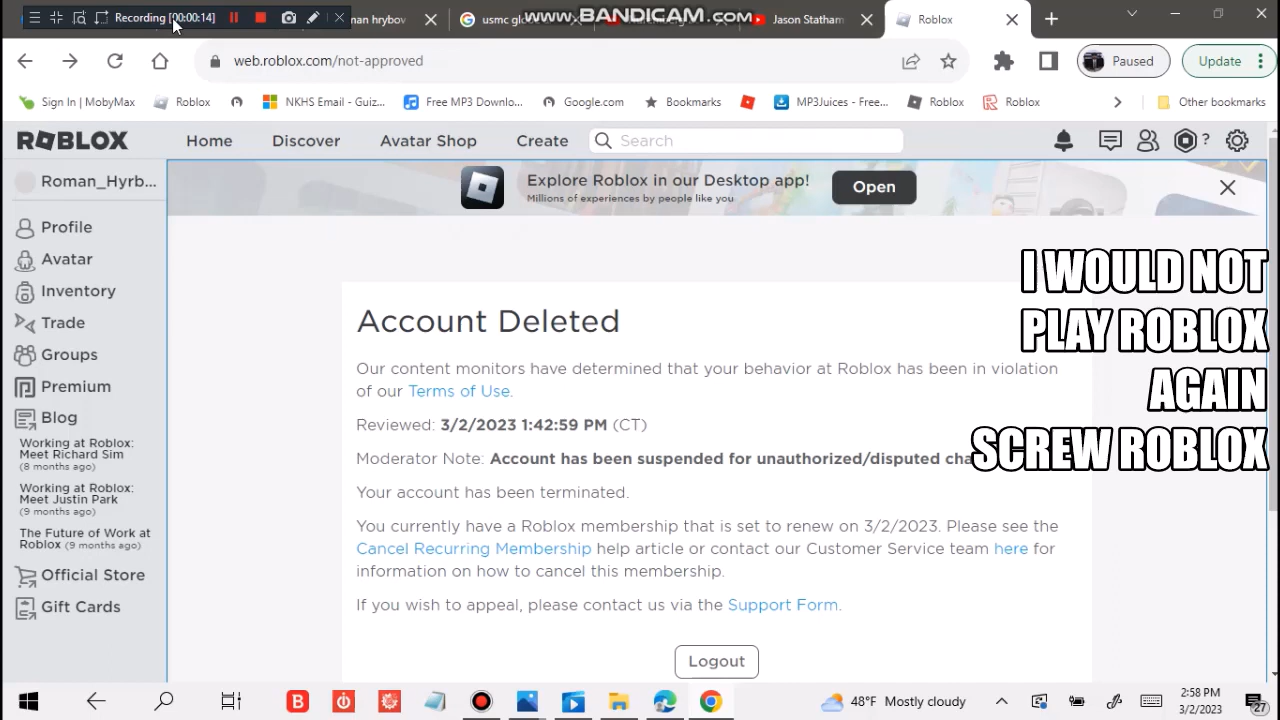 Recording [00:00:14]
man hrybov
usmc gl
WWW.BANDICAM.COM
Jason Statham
Roblox
web.roblox.com/not-approved
Paused
Update
Sign In | MobyMax
Roblox
NKHS Email - Guiz...
Free MP3 Downlo...
Google.com
Bookmarks
MP3Juices - Free...
Roblox
Roblox
Other bookmarks
ROBLOX
Home
Discover
Avatar Shop
Create
Search
?
Roman_Hyrb...
Explore Roblox in our Desktop app!
Millions of experiences by people like you
Open
Profile
Avatar
Inventory
Trade
Groups
Premium
Blog
Working at Roblox:
Meet Richard Sim
(8 months ago)
Working at Roblox:
Meet Justin Park
(9 months ago)
The Future of Work at
Roblox (9 months ago)
Official Store
Gift Cards
Account Deleted
Our content monitors have determined that your behavior at Roblox has been in violation
of our Terms of Use.
Reviewed: 3/2/2023 1:42:59 PM (CT)
Moderator Note: Account has been suspended for unauthorized/disputed cha
Your account has been terminated.
You currently have a Roblox membership that is set to renew on 3/2/2023. Please see the
Cancel Recurring Membership help article or contact our Customer Service team here for
information on how to cancel this membership.
If you wish to appeal, please contact us via the Support Form.
Logout
I WOULD NOT
PLAY ROBLOX
AGAIN
SCREW ROBLOX
48°F Mostly cloudy
2:58 PM
3/2/2023
27